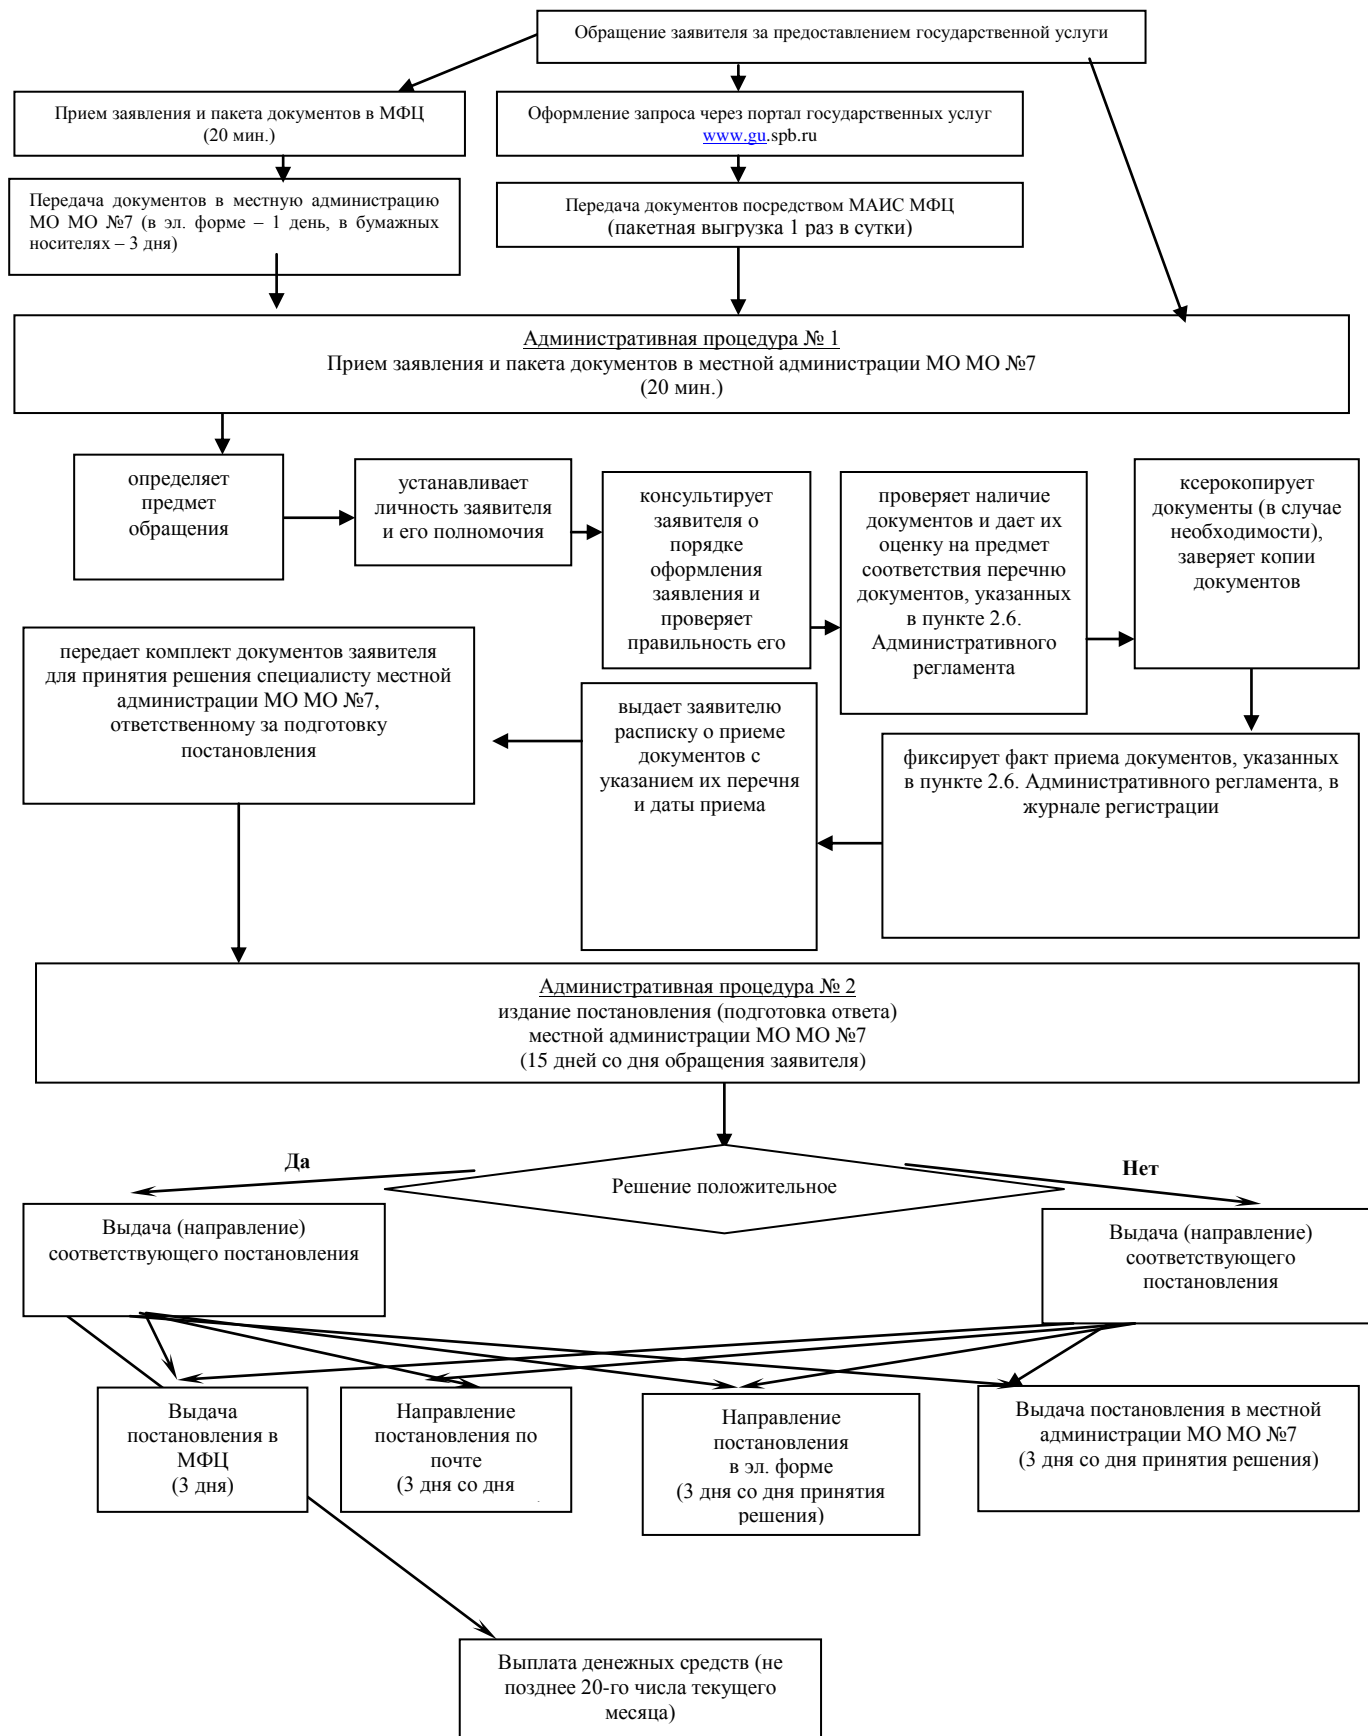 Обращение заявителя за предоставлением государственной услуги
Прием заявления и пакета документов в МФЦ
(20 мин.)
Оформление запроса через портал государственных услуг
www.gu.spb.ru
Передача документов в местную администрацию
МО МО №7 (в эл. форме – 1 день, в бумажных
носителях – 3 дня)
Передача документов посредством МАИС МФЦ
(пакетная выгрузка 1 раз в сутки)
Административная процедура № 1
Прием заявления и пакета документов в местной администрации МО МО №7
(20 мин.)
определяет
предмет
обращения
устанавливает
личность заявителя
и его полномочия
консультирует
заявителя о
порядке
оформления
заявления и
проверяет
правильность его
проверяет наличие
документов и дает их
оценку на предмет
соответствия перечню
документов, указанных
в пункте 2.6.
Административного
регламента
ксерокопирует
документы (в случае
необходимости),
заверяет копии
документов
фиксирует факт приема документов, указанных
в пункте 2.6. Административного регламента, в
журнале регистрации
выдает заявителю
расписку о приеме
документов с
указанием их перечня
и даты приема
передает комплект документов заявителя
для принятия решения специалисту местной
администрации МО МО №7,
ответственному за подготовку
постановления
Административная процедура № 2
издание постановления (подготовка ответа)
местной администрации МО МО №7
(15 дней со дня обращения заявителя)
Решение положительное
Да
Нет
Выдача (направление)
соответствующего постановления
Выдача (направление)
соответствующего
постановления
Выдача
постановления в
МФЦ
(3 дня)
Направление
постановления по
почте
(3 дня со дня
Направление
постановления
в эл. форме
(3 дня со дня принятия
решения)
Выдача постановления в местной
администрации МО МО №7
(3 дня со дня принятия решения)
Выплата денежных средств (не
позднее 20-го числа текущего
месяца)